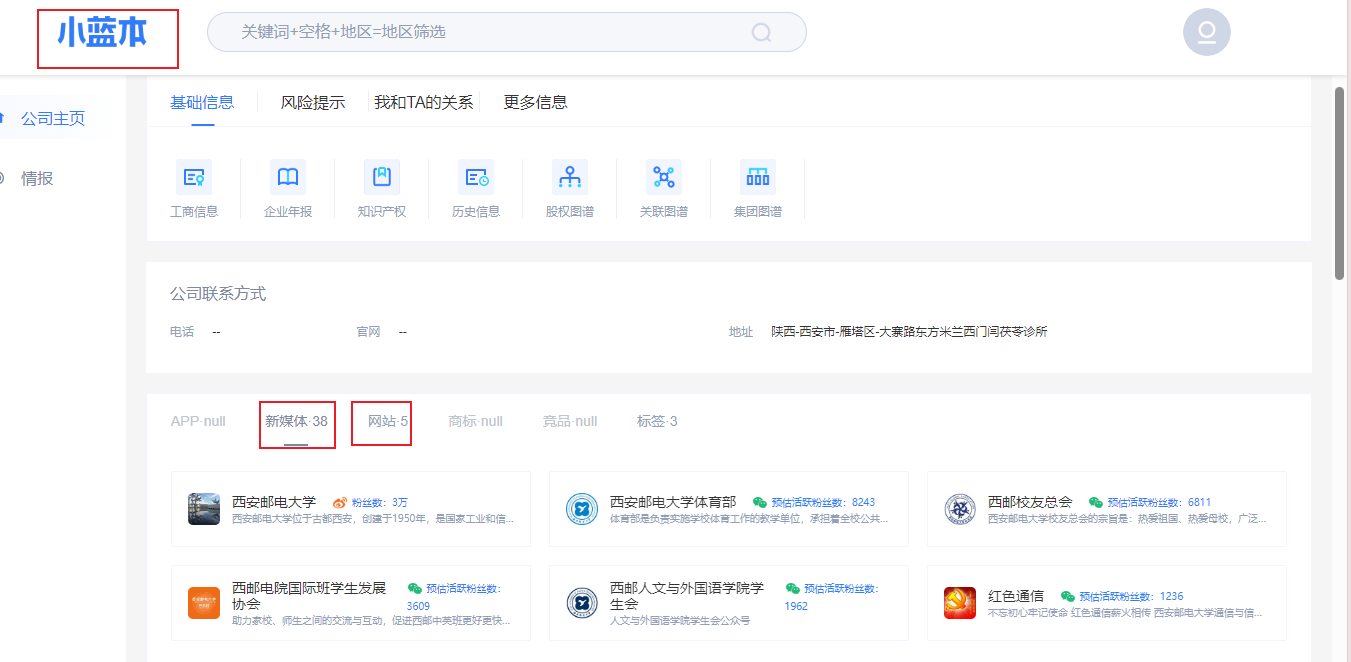 小蓝本
关键词+空格+地区=地区筛选
公司主页
情报
基础信息 风险提示 我和TA的关系 更多信息
工商信息 企业年报 知识产权 历史信息 股权图谱 关联图谱 集团图谱
公司联系方式
电话 -- 官网 -- 地址 陕西-西安市-雁塔区-大寨路东方米兰西门闫茯苓诊所
APP·null 新媒体·38 网站·5 商标·null 竞品·null 标签·3
西安邮电大学 粉丝数：3万
西安邮电大学位于古都西安，创建于1950年，是国家工业和信...
西安邮电大学体育部 预估活跃粉丝数：8243
体育部是负责实施学校体育工作的教学单位，承担着全校公共...
西邮校友总会 预估活跃粉丝数：6811
西安邮电大学校友总会的宗旨是：热爱祖国、热爱母校，广泛...
西邮电院国际班学生发展协会 预估活跃粉丝数：3609
助力家校、师生之间的交流与互动，促进西邮中英班更好更快...
西邮人文与外国语学院学生会 预估活跃粉丝数：1962
人文与外国语学院学生会公众号
红色通信 预估活跃粉丝数：1236
不忘初心牢记使命 红色通信薪火相传 西安邮电大学通信与信...